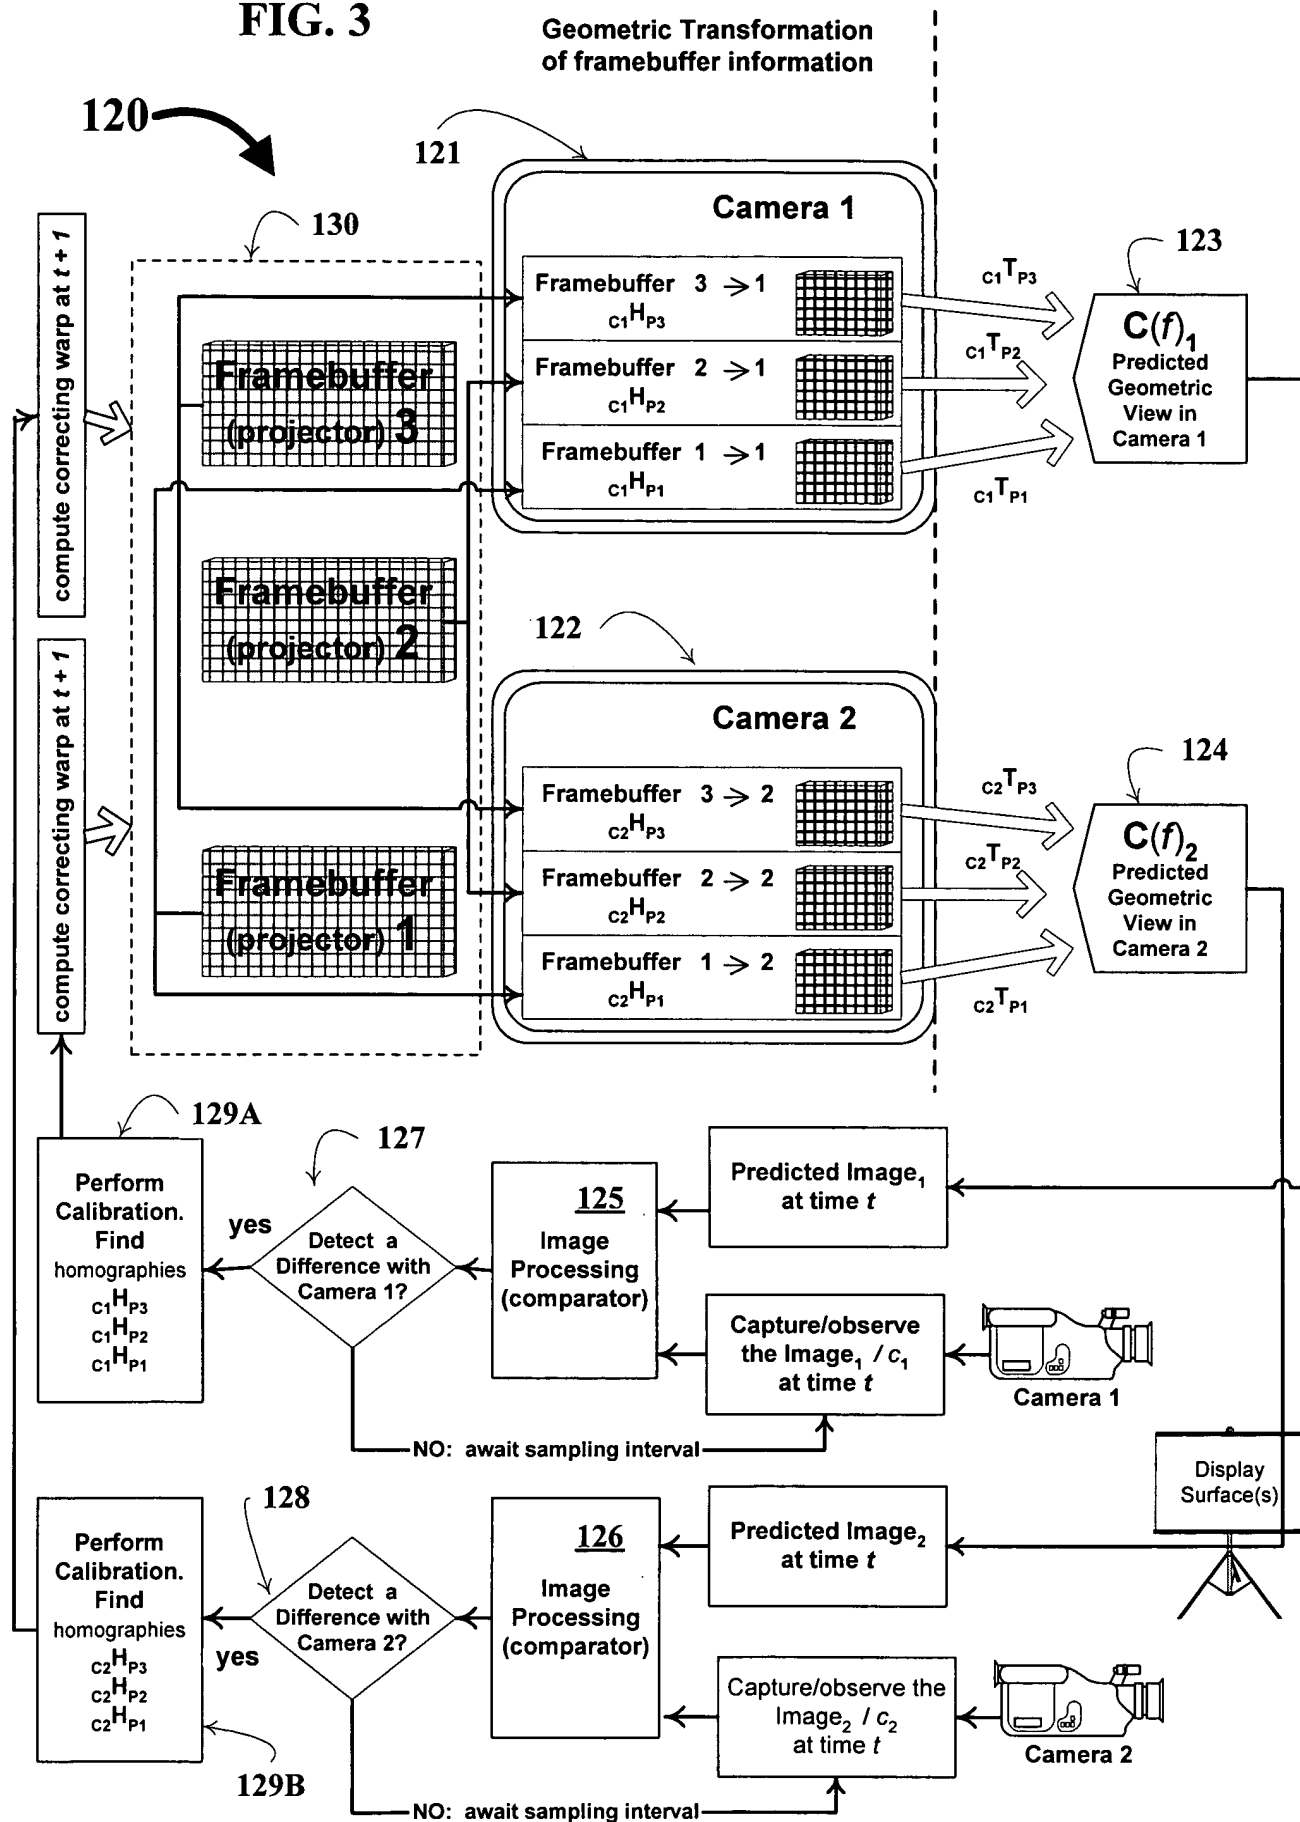 FIG. 3
Geometric Transformation
of framebuffer information
120
121
Camera 1
130
123
compute correcting warp at t + 1
Framebuffer 3 → 1
C1HP3
C1TP3
Framebuffer 2 → 1
C1HP2
C1TP2
Framebuffer 1 → 1
C1HP1
C1TP1
C(f)1
Predicted
Geometric
View in
Camera 1
Framebuffer
(projector) 3
Framebuffer
(projector) 2
122
Camera 2
124
compute correcting warp at t + 1
Framebuffer 3 → 2
C2HP3
C2TP3
Framebuffer 2 → 2
C2HP2
C2TP2
Framebuffer 1 → 2
C2HP1
C2TP1
C(f)2
Predicted
Geometric
View in
Camera 2
Framebuffer
(projector) 1
129A
127
Perform
Calibration.
Find
homographies
C1HP3
C1HP2
C1HP1
yes
Detect a
Difference with
Camera 1?
125
Image
Processing
(comparator)
Predicted Image1
at time t
Capture/observe
the Image1 / c1
at time t
Camera 1
NO: await sampling interval
Display
Surface(s)
128
Perform
Calibration.
Find
homographies
C2HP3
C2HP2
C2HP1
yes
Detect a
Difference with
Camera 2?
126
Image
Processing
(comparator)
Predicted Image2
at time t
Capture/observe the
Image2 / c2
at time t
Camera 2
129B
NO: await sampling interval